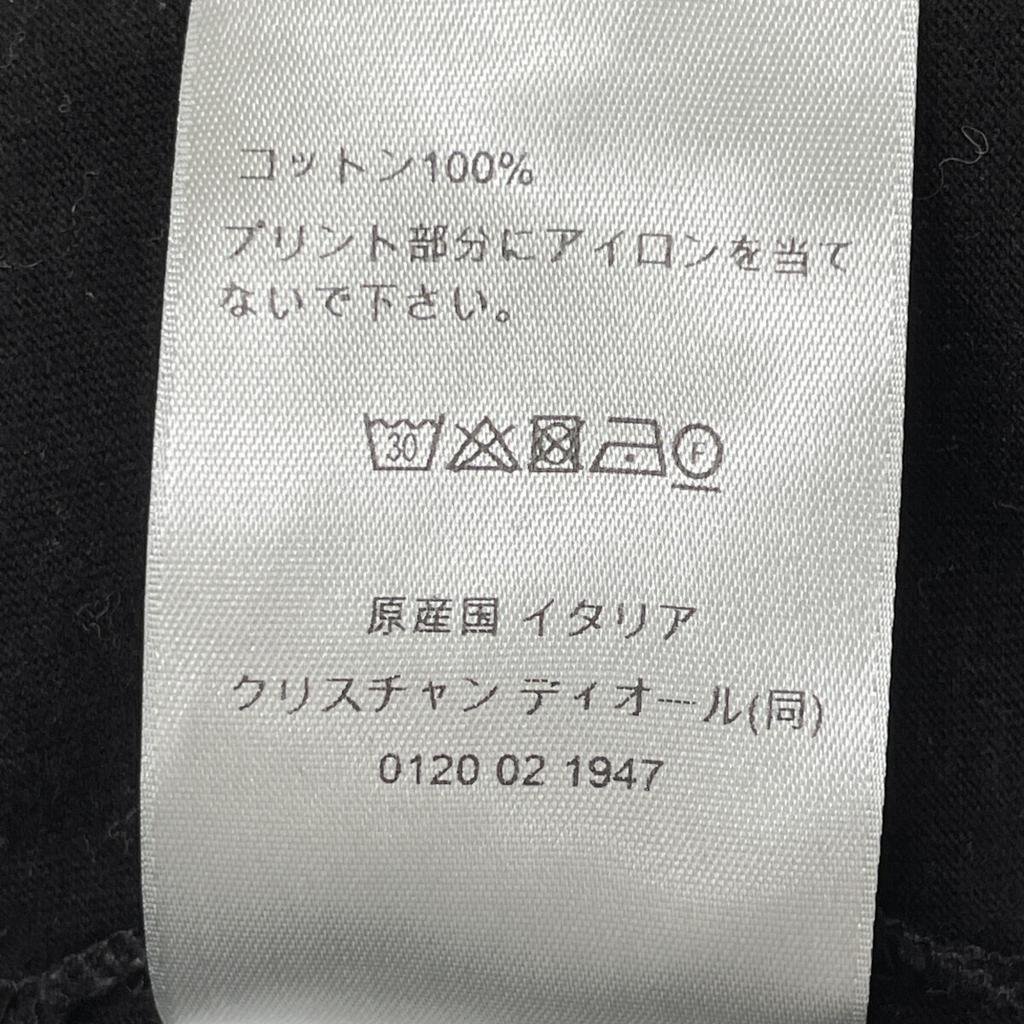 コットン100%
プリント部分にアイロンを当て
ないで下さい。
30 F
原産国 イタリア
クリスチャン ディオール(同)
0120 02 1947